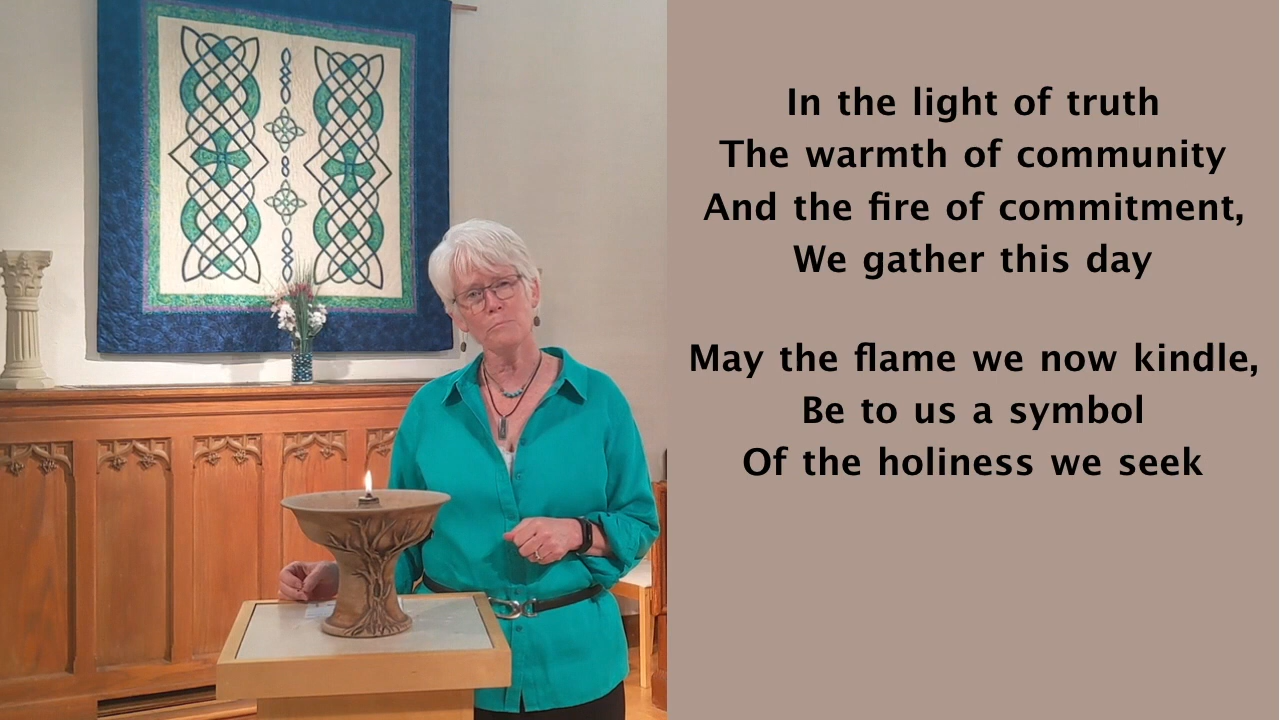 In the light of truth
The warmth of community
And the fire of commitment,
We gather this day
May the flame we now kindle,
Be to us a symbol
Of the holiness we seek